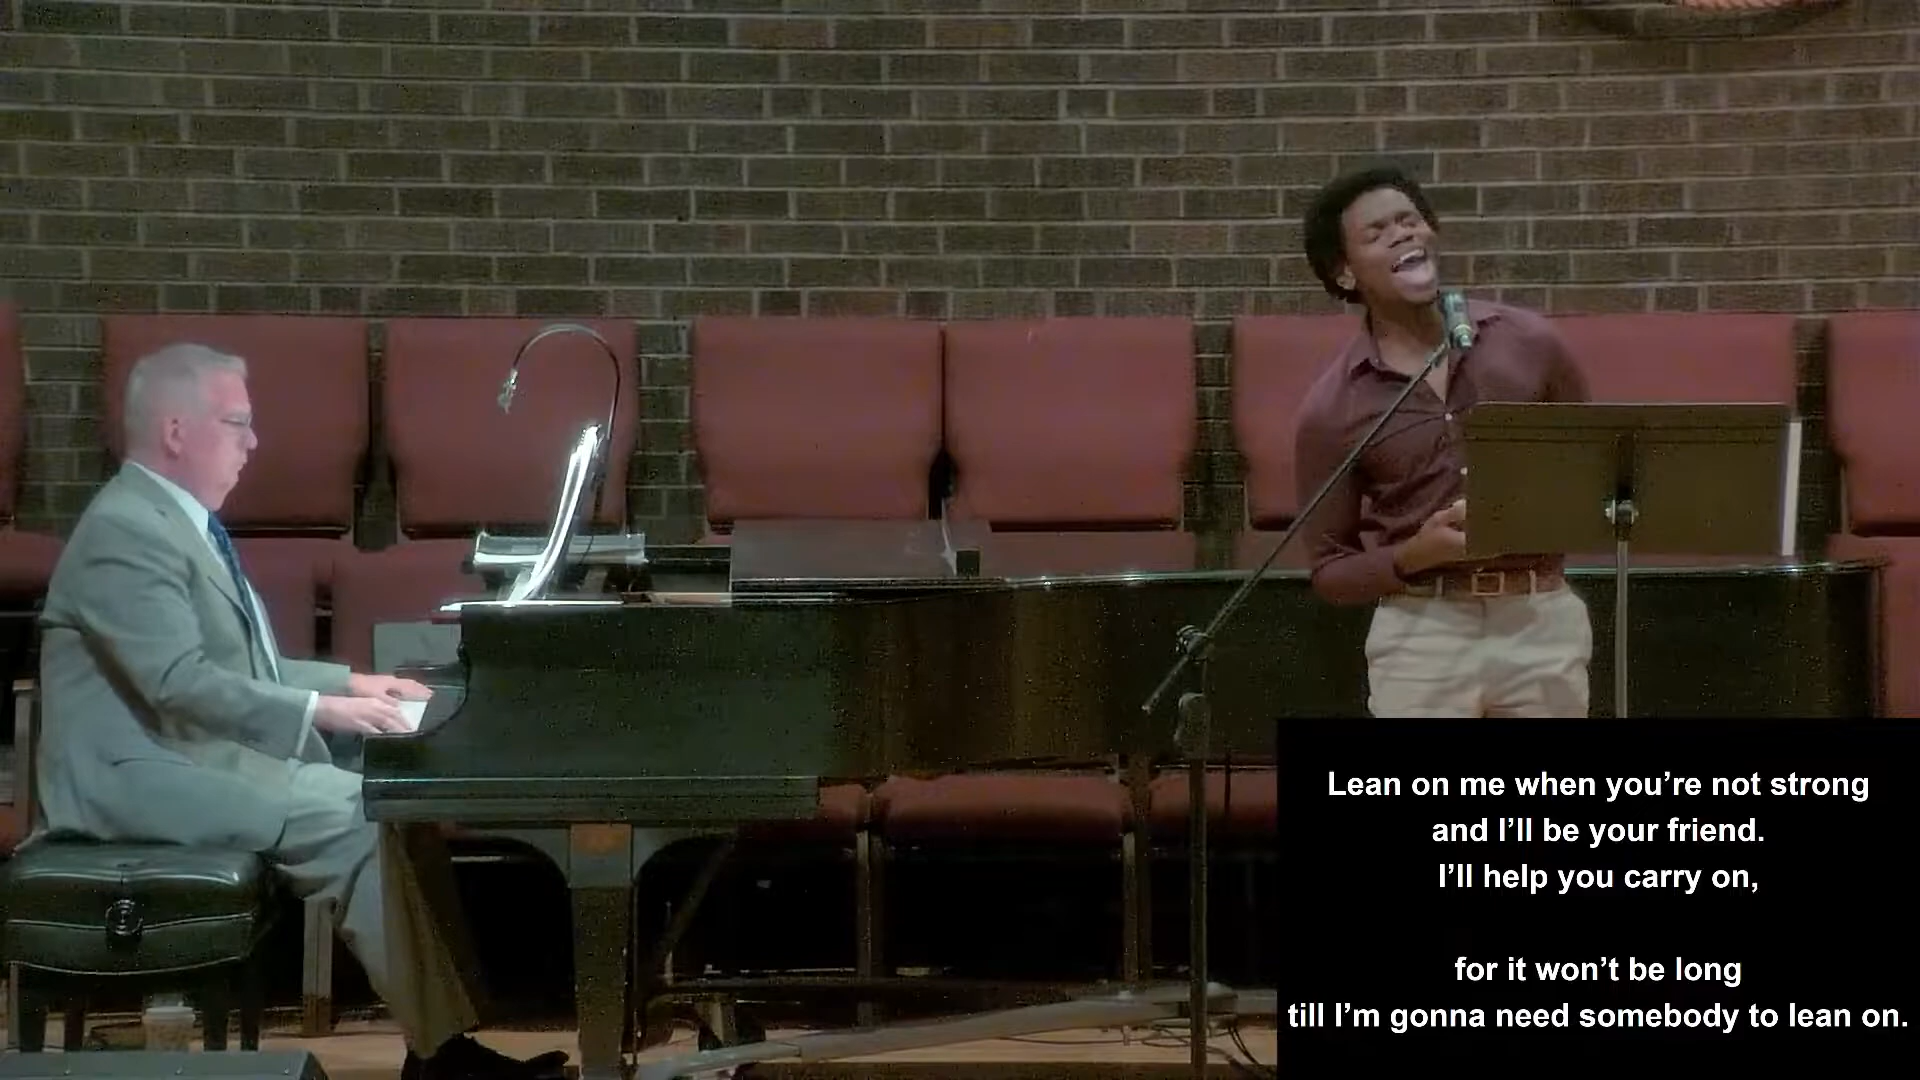 Lean on me when you’re not strong
and I’ll be your friend.
I’ll help you carry on,
for it won’t be long
till I’m gonna need somebody to lean on.